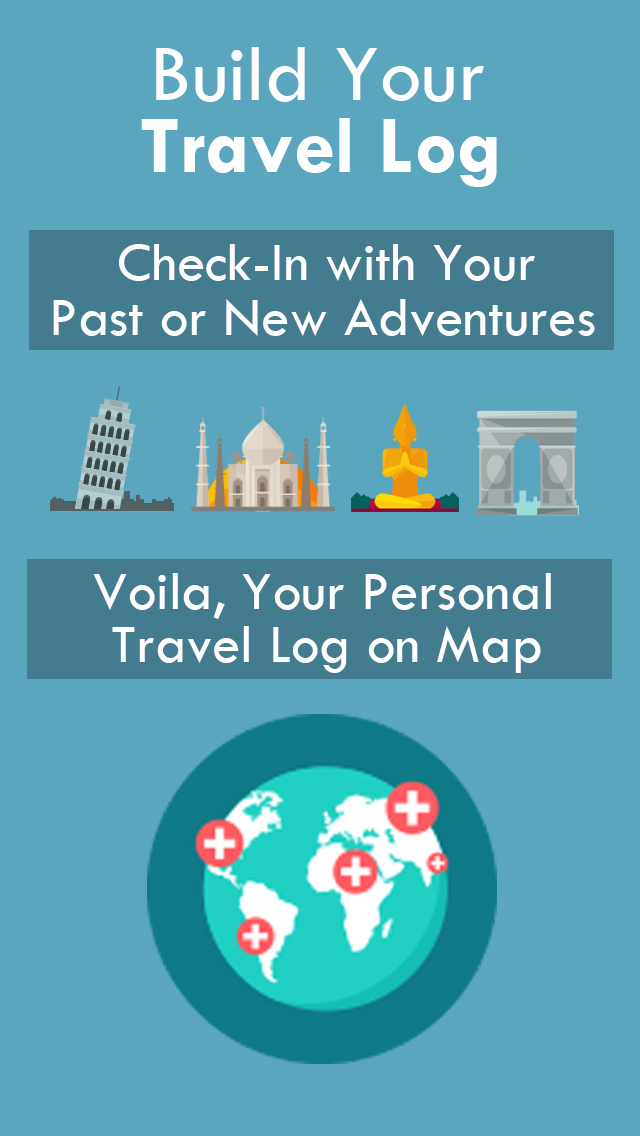 Build Your
Travel Log
Check-In with Your
Past or New Adventures
Voila, Your Personal
Travel Log on Map